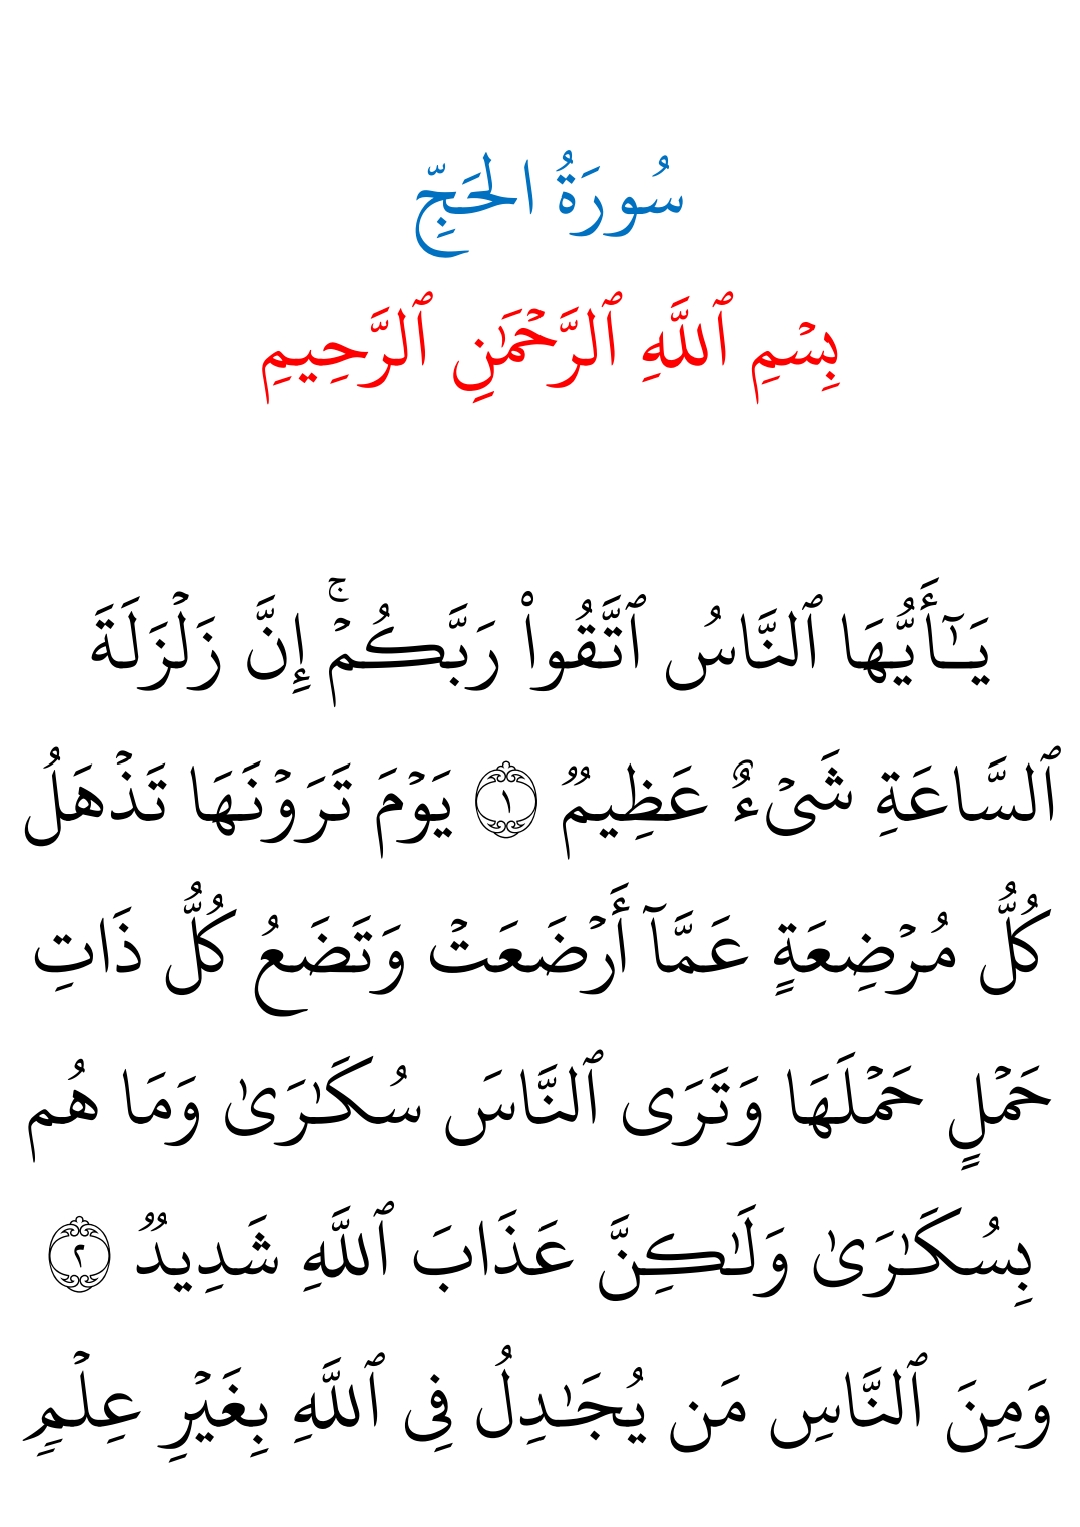 سُورَةُ الحَجِّ
بِسۡمِ ٱللَّهِ ٱلرَّحۡمَٰنِ ٱلرَّحِيمِ
يَـٰٓأَيُّهَا ٱلنَّاسُ ٱتَّقُواْ رَبَّكُمۡۚ إِنَّ زَلۡزَلَةَ
ٱلسَّاعَةِ شَىۡءٌ عَظِيمٞ ۝١ يَوۡمَ تَرَوۡنَهَا تَذۡهَلُ
كُلُّ مُرۡضِعَةٍ عَمَّآ أَرۡضَعَتۡ وَتَضَعُ كُلُّ ذَاتِ
حَمۡلٍ حَمۡلَهَا وَتَرَى ٱلنَّاسَ سُكَـٰرَىٰ وَمَا هُم
بِسُكَـٰرَىٰ وَلَـٰكِنَّ عَذَابَ ٱللَّهِ شَدِيدٞ ۝٢
وَمِنَ ٱلنَّاسِ مَن يُجَـٰدِلُ فِى ٱللَّهِ بِغَيۡرِ عِلۡمٖ